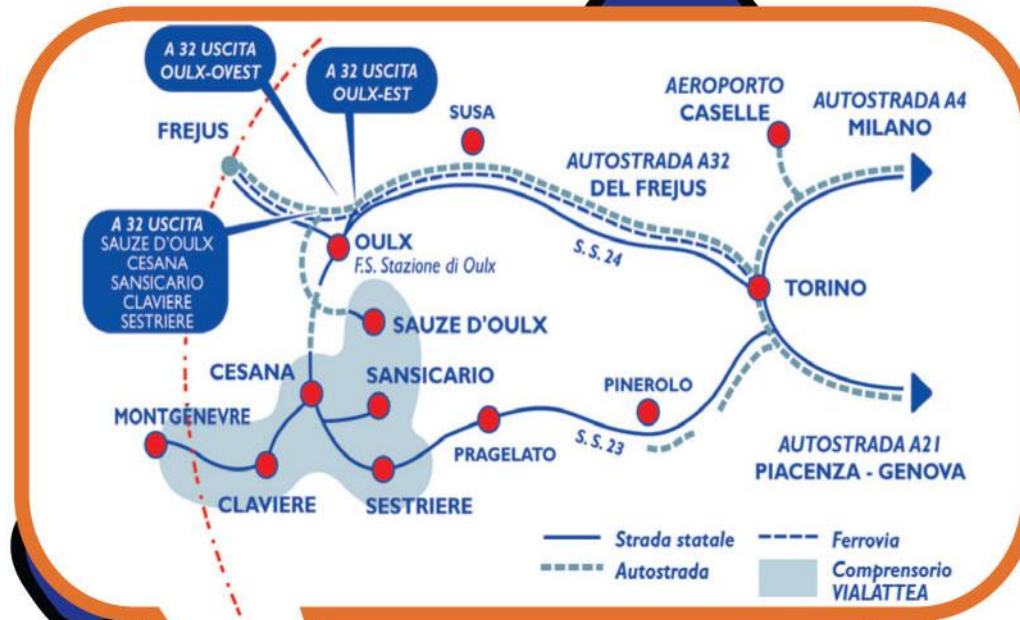 A 32 USCITA
OULX-OVEST
A 32 USCITA
OULX-EST
FREJUS
SUSA
AEROPORTO
CASELLE
AUTOSTRADA A4
MILANO
AUTOSTRADA A32
DEL FREJUS
A 32 USCITA
SAUZE D'OULX
CESANA
SANSICARIO
CLAVIERE
SESTRIERE
OULX
F.S. Stazione di Oulx
S.S. 24
TORINO
SAUZE D'OULX
CESANA
SANSICARIO
PINEROLO
MONTGENEVRE
PRAGELATO
S.S. 23
AUTOSTRADA A21
PIACENZA - GENOVA
CLAVIERE
SESTRIERE
Strada statale
Ferrovia
Autostrada
Comprensorio
VIALATTEA